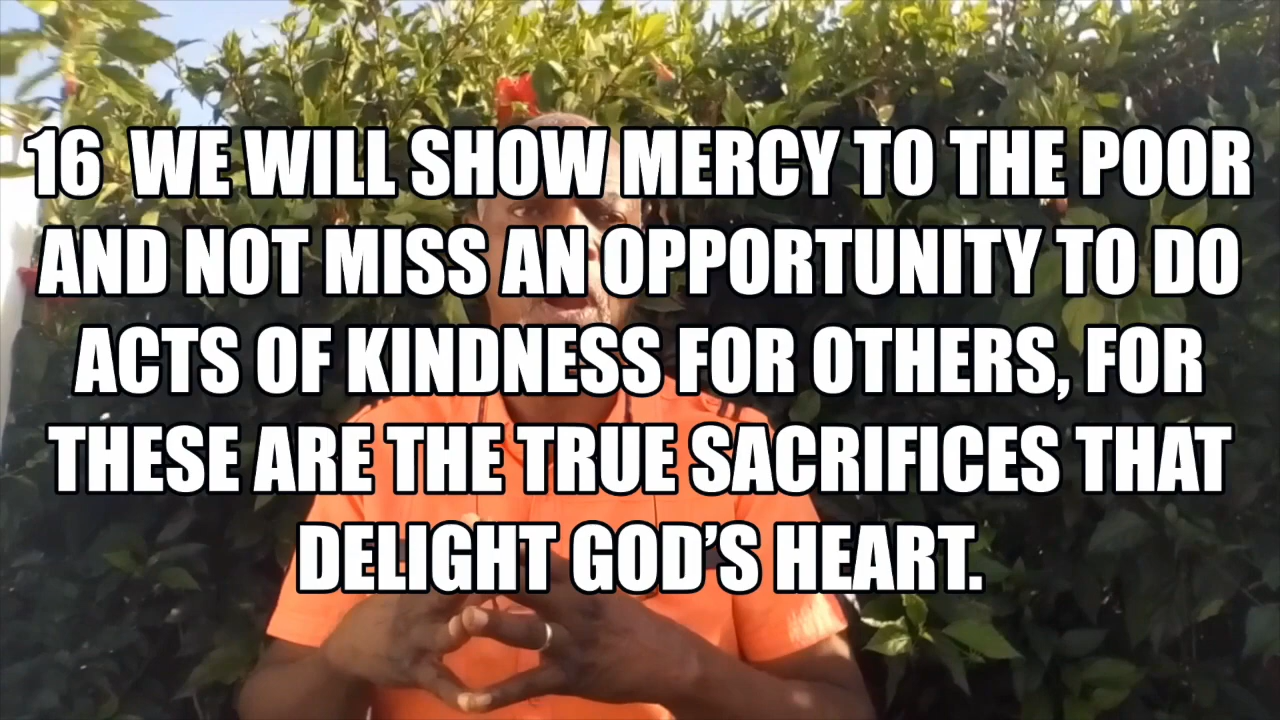 16 WE WILL SHOW MERCY TO THE POOR
AND NOT MISS AN OPPORTUNITY TO DO
ACTS OF KINDNESS FOR OTHERS, FOR
THESE ARE THE TRUE SACRIFICES THAT
DELIGHT GOD’S HEART.